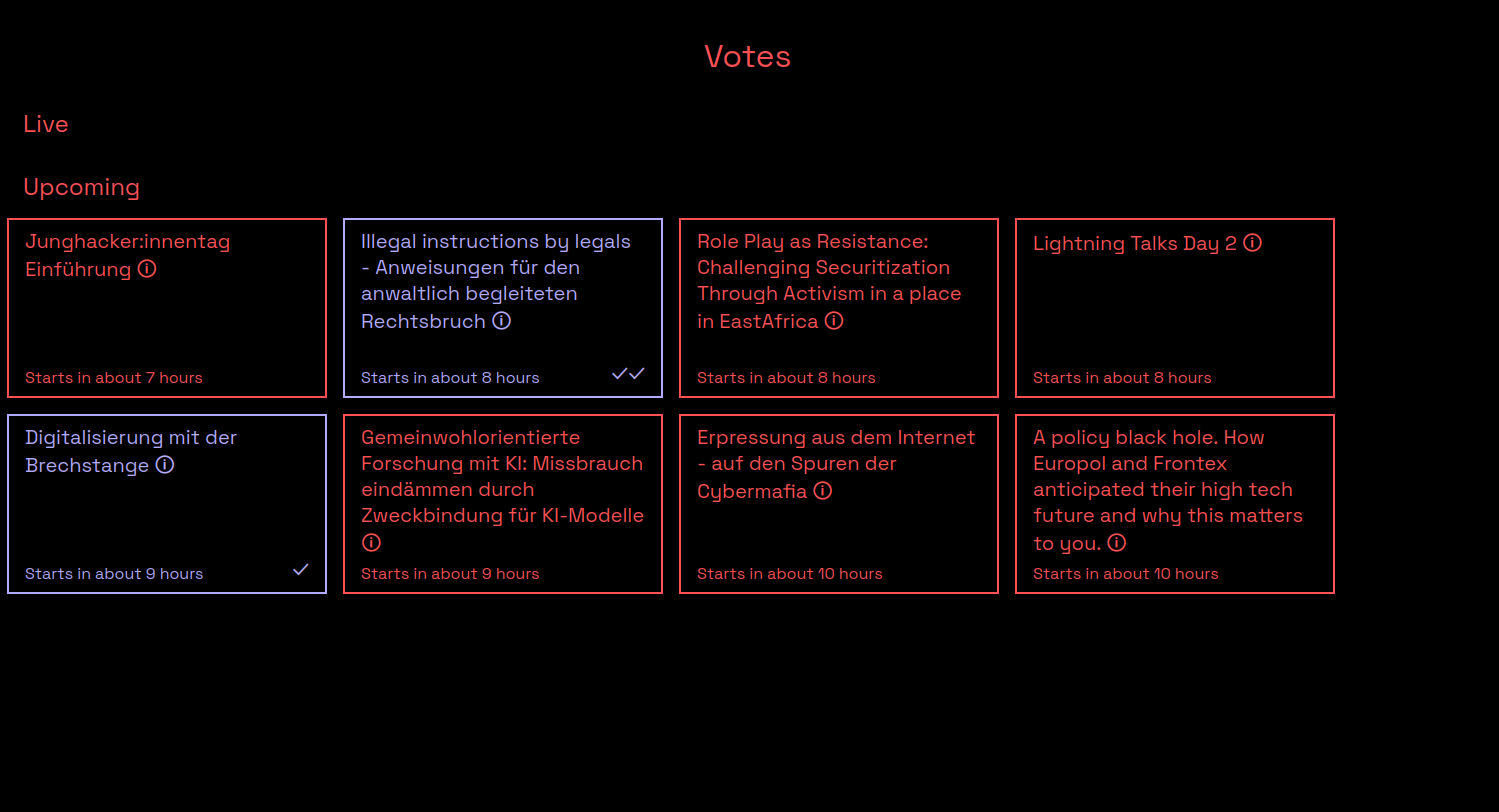 Votes
Live
Upcoming
Junghacker:innentag
Einführung
Starts in about 7 hours
Illegal instructions by legals
- Anweisungen für den
anwaltlich begleiteten
Rechtsbruch
Starts in about 8 hours
Role Play as Resistance:
Challenging Securitization
Through Activism in a place
in EastAfrica
Starts in about 8 hours
Lightning Talks Day 2
Starts in about 8 hours
Digitalisierung mit der
Brechstange
Starts in about 9 hours
Gemeinwohlorientierte
Forschung mit KI: Missbrauch
eindämmen durch
Zweckbindung für KI-Modelle
Starts in about 9 hours
Erpressung aus dem Internet
- auf den Spuren der
Cybermafia
Starts in about 10 hours
A policy black hole. How
Europol and Frontex
anticipated their high tech
future and why this matters
to you.
Starts in about 10 hours